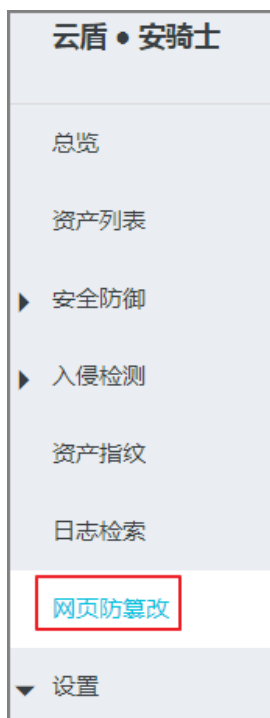 云盾 • 安骑士
总览
资产列表
安全防御
入侵检测
资产指纹
日志检索
网页防篡改
设置